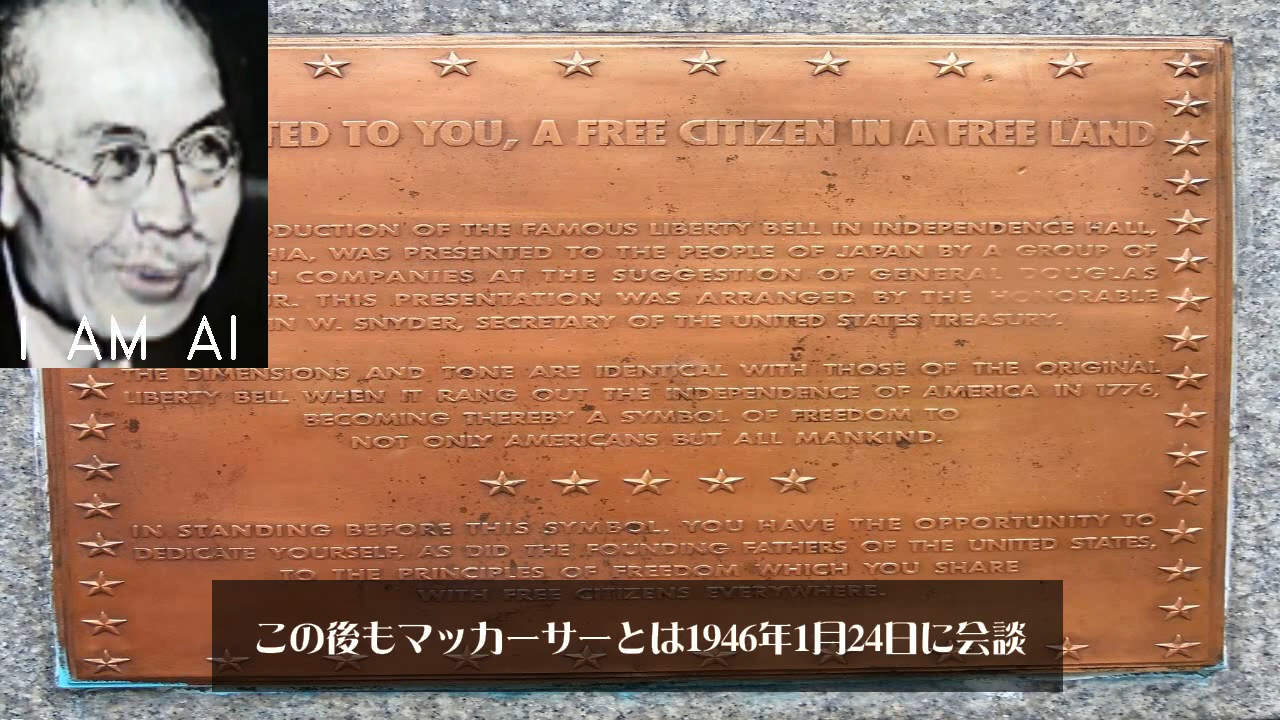 TED TO YOU, A FREE CITIZEN IN A FREE LAND
DUCTION OF THE FAMOUS LIBERTY BELL IN INDEPENDENCE HALL,
HIA, WAS PRESENTED TO THE PEOPLE OF JAPAN BY A GROUP OF
N COMPANIES AT THE SUGGESTION OF GENERAL DOUGLAS
R. THIS PRESENTATION WAS ARRANGED BY THE HONORABLE
N W. SNYDER, SECRETARY OF THE UNITED STATES TREASURY.
I AM AI
THE DIMENSIONS AND TONE ARE IDENTICAL WITH THOSE OF THE ORIGINAL
LIBERTY BELL WHEN IT RANG OUT THE INDEPENDENCE OF AMERICA IN 1776,
BECOMING THEREBY A SYMBOL OF FREEDOM TO
NOT ONLY AMERICANS BUT ALL MANKIND.
IN STANDING BEFORE THIS SYMBOL, YOU HAVE THE OPPORTUNITY TO
DEDICATE YOURSELF, AS DID THE FOUNDING FATHERS OF THE UNITED STATES,
TO THE PRINCIPLES OF FREEDOM WHICH YOU SHARE
WITH FREE CITIZENS EVERYWHERE.
この後もマッカーサーとは1946年1月24日に会談